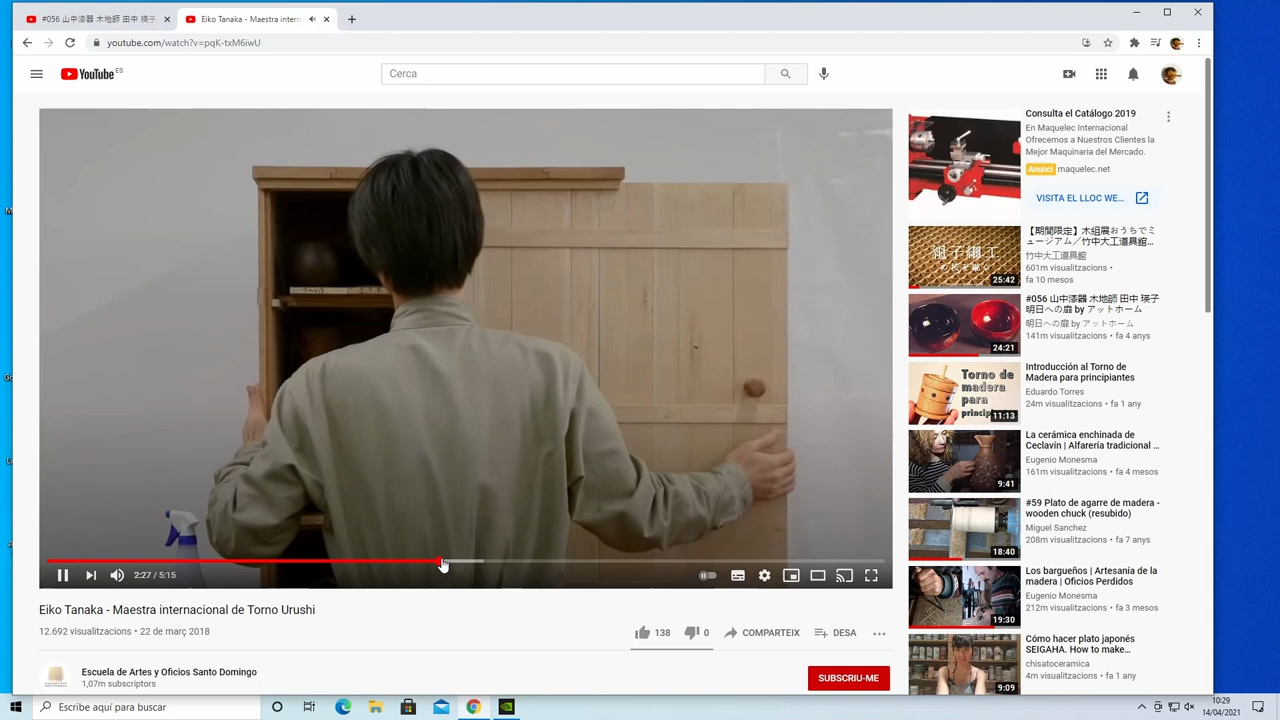 #056 山中漆器 木地師 田中 瑛子
Eiko Tanaka - Maestra intern
youtube.com/watch?v=pqK-txM6iwU
YouTube ES
Cerca
Consulta el Catálogo 2019
En Maquelec Internacional
Ofrecemos a Nuestros Clientes la
Mejor Maquinaria del Mercado.
Anunci maquelec.net
VISITA EL LLOC WE...
組子細工
の技を継ぐ
25:42
【期間限定】木組展おうちでミ
ュージアム／竹中大工道具館...
竹中大工道具館
601m visualitzacions •
fa 10 mesos
24:21
#056 山中漆器 木地師 田中 瑛子
明日への扉 by アットホーム
明日への扉 by アットホーム
141m visualitzacions • fa 4 anys
Torno de
madera
para
princip
11:13
Introducción al Torno de
Madera para principiantes
Eduardo Torres
24m visualitzacions • fa 1 any
9:41
La cerámica enchinada de
Ceclavín | Alfarería tradicional ...
Eugenio Monesma
161m visualitzacions • fa 4 mesos
18:40
#59 Plato de agarre de madera -
wooden chuck (resubido)
Miguel Sanchez
208m visualitzacions • fa 7 anys
19:30
Los bargueños | Artesanía de la
madera | Oficios Perdidos
Eugenio Monesma
212m visualitzacions • fa 3 mesos
9:09
Cómo hacer plato japonés
SEIGAHA. How to make...
chisatoceramica
4m visualitzacions • fa 1 any
2:27 / 5:15
Eiko Tanaka - Maestra internacional de Torno Urushi
12.692 visualitzacions • 22 de març 2018
138
0
COMPARTEIX
DESA
Escuela de Artes y Oficios Santo Domingo
1,07m subscriptors
SUBSCRIU-ME
Escribe aquí para buscar
10:29
14/04/2021